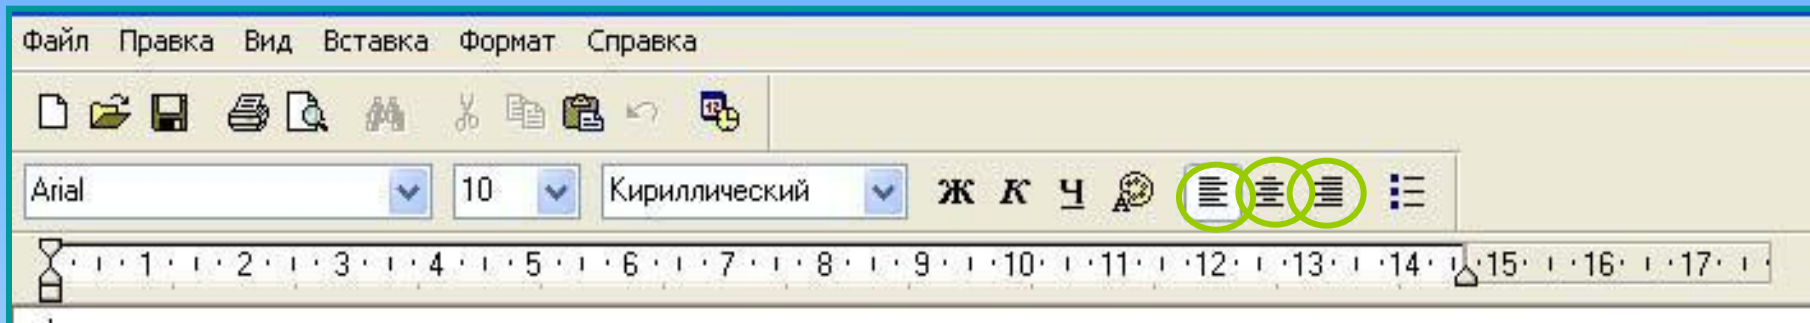 Файл Правка Вид Вставка Формат Справка
12
Arial 10 Кириллический Ж К Ч A
1 2 3 4 5 6 7 8 9 10 11 12 13 14 15 16 17